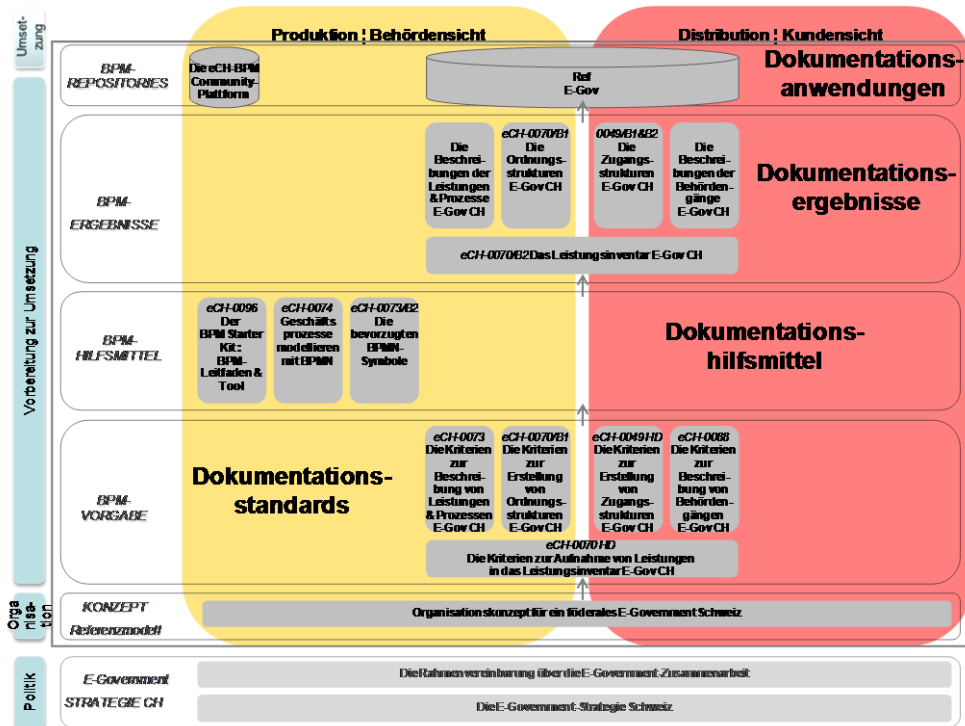 Umset-
zung
Produktion ¦ Behördensicht
Distribution ¦ Kundensicht
BPM-
REPOSITORIES
Die eCH-BPM
Community-
Plattform
Ref
E-Gov
Dokumentations-
anwendungen
Vorbereitung zur Umsetzung
BPM-
ERGEBNISSE
Die
Beschrei-
bungen der
Leistungen
& Prozesse
E-Gov CH
eCH-0070/B1
Die
Ordnungs-
strukturen
E-Gov CH
0049/B1&B2
Die
Zugangs-
strukturen
E-Gov CH
Die
Beschrei-
bungen der
Behörden-
gänge
E-Gov CH
Dokumentations-
ergebnisse
eCH-0070/B2 Das Leistungsinventar E-Gov CH
BPM-
HILFSMITTEL
eCH-0096
Der
BPM Starter
Kit:
BPM-
Leitfaden &
Tool
eCH-0074
Geschäfts
prozesse
modellieren
mit BPMN
eCH-0073/B2
Die
bevorzugten
BPMN-
Symbole
Dokumentations-
hilfsmittel
BPM-
VORGABE
Dokumentations-
standards
eCH-0073
Die Kriterien
zur
Beschrei-
bung von
Leistungen
& Prozessen
E-Gov CH
eCH-0070/B1
Die Kriterien
zur
Erstellung
von
Ordnungs-
strukturen
E-Gov CH
eCH-0049 HD
Die Kriterien
zur
Erstellung
von
Zugangs-
strukturen
E-Gov CH
eCH-0088
Die Kriterien
zur Beschrei-
bung von
Behörden-
gängen
E-Gov CH
eCH-0070 HD
Die Kriterien zur Aufnahme von Leistungen
in das Leistungsinventar E-Gov CH
Orga
nisa-
tion
KONZEPT
Referenzmodell
Organisationskonzept für ein föderales E-Government Schweiz
Politik
E-Government
STRATEGIE CH
Die Rahmenvereinbarung über die E-Government-Zusammenarbeit
Die E-Government-Strategie Schweiz